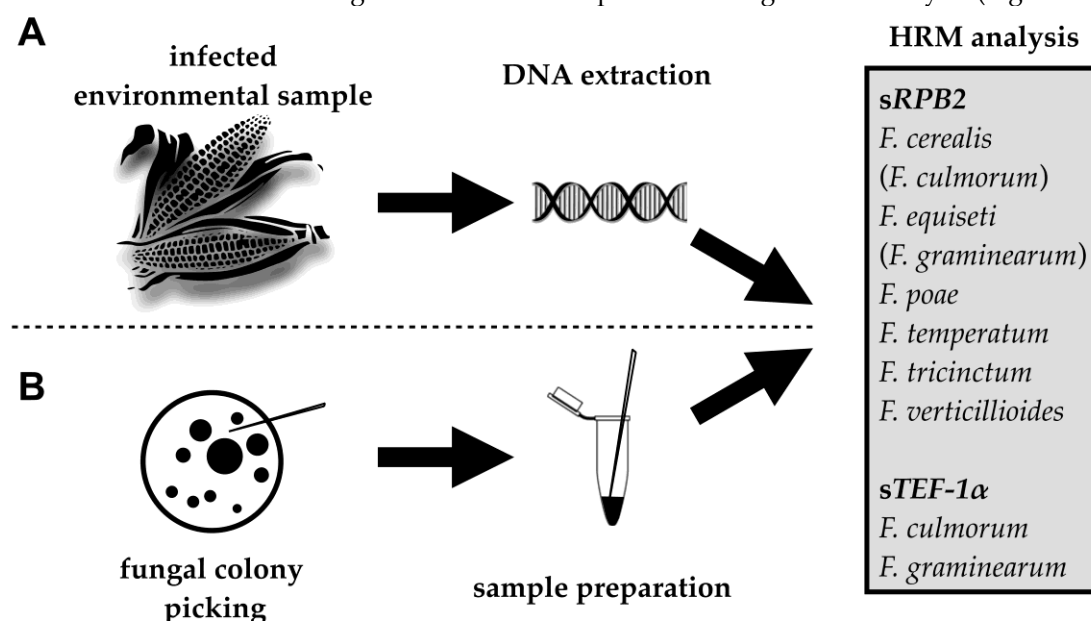 A
infected
environmental sample
DNA extraction
HRM analysis
sRPB2
F. cerealis
(F. culmorum)
F. equiseti
(F. graminearum)
F. poae
F. temperatum
F. tricinctum
F. verticillioides
sTEF-1α
F. culmorum
F. graminearum
B
fungal colony
picking
sample preparation